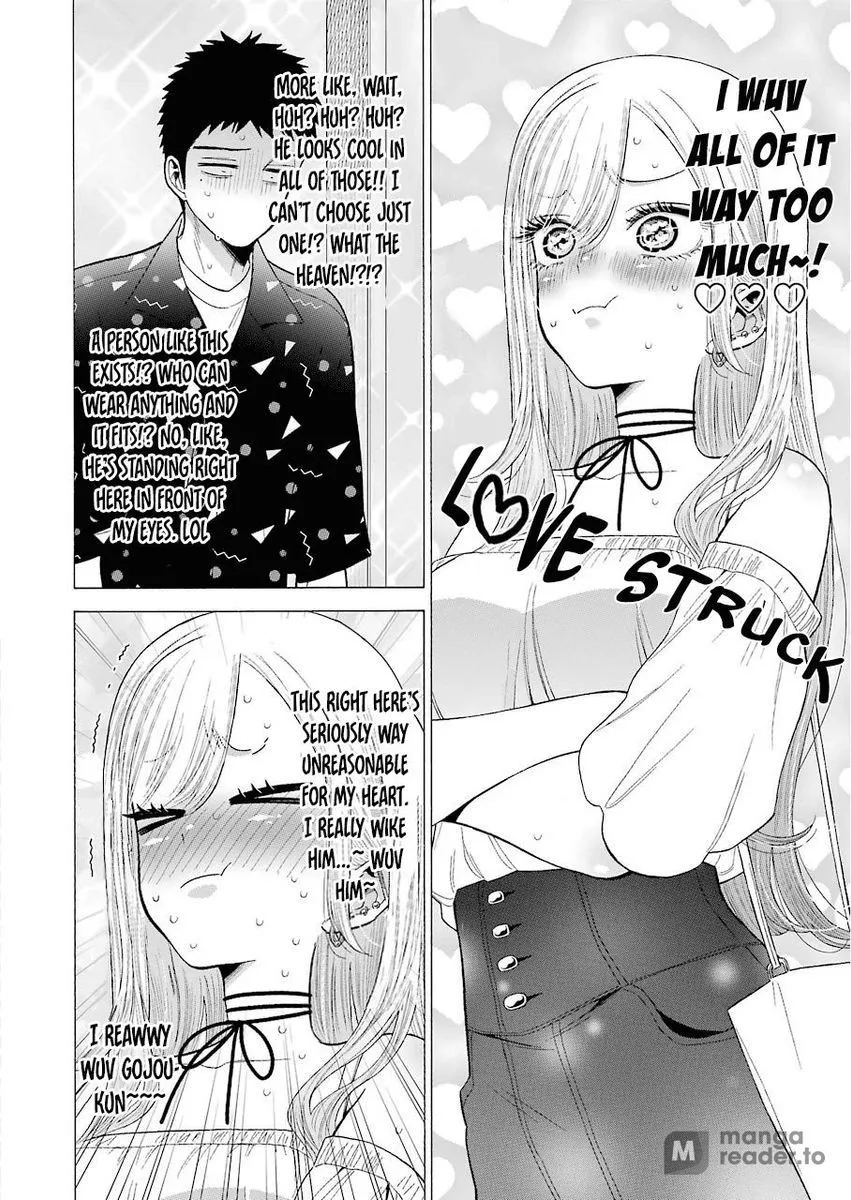 I WUV
ALL OF IT
WAY TOO
MUCH~!
♡♡♡
LOVE STRUCK
MORE LIKE, WAIT,
HUH? HUH? HUH?
HE LOOKS COOL IN
ALL OF THOSE!! I
CAN'T CHOOSE JUST
ONE!? WHAT THE
HEAVEN!?!?
A PERSON LIKE THIS
EXISTS!? WHO CAN
WEAR ANYTHING AND
IT FITS!? NO, LIKE,
HE'S STANDING RIGHT
HERE IN FRONT OF
MY EYES. LOL
THIS RIGHT HERE'S
SERIOUSLY WAY
UNREASONABLE
FOR MY HEART.
I REALLY WIKE
HIM...~ WUV
HIM~
I REAWWY
WUV GOJOU-
KUN~~~
M manga
reader.to